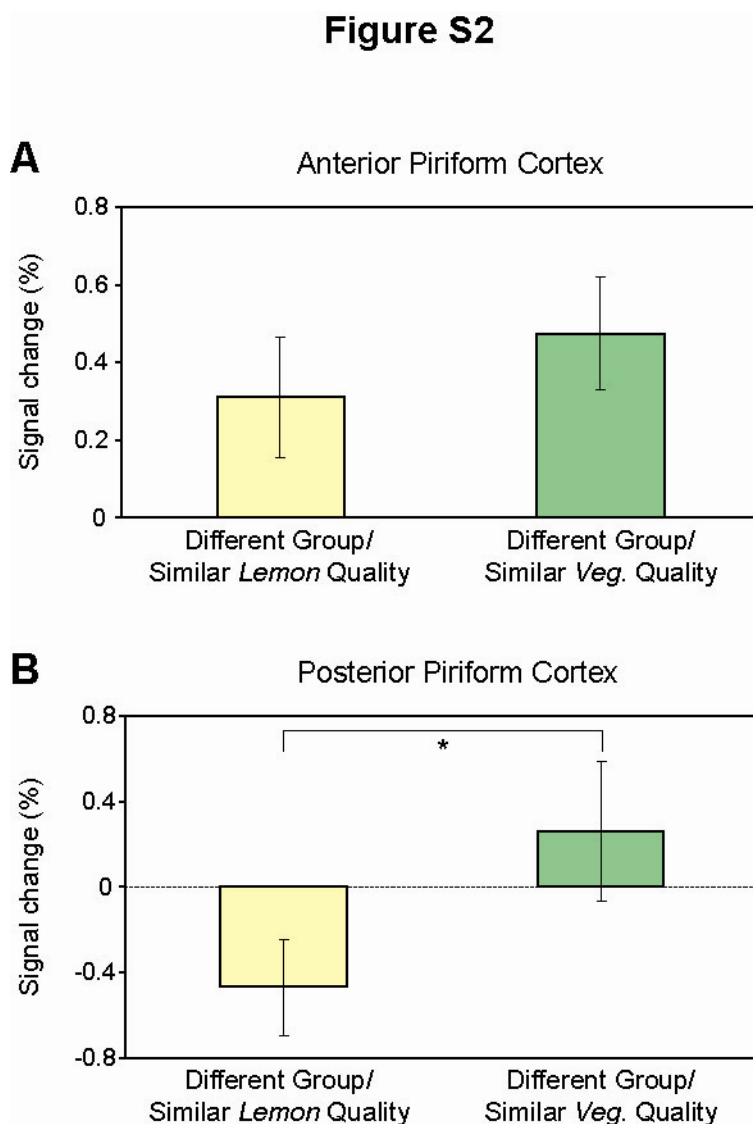 Figure S2
A
Anterior Piriform Cortex
Signal change (%)
0.8
0.6
0.4
0.2
0
Different Group/
Similar Lemon Quality
Different Group/
Similar Veg. Quality
B
Posterior Piriform Cortex
Signal change (%)
0.8
0.4
0
-0.4
-0.8
*
Different Group/
Similar Lemon Quality
Different Group/
Similar Veg. Quality